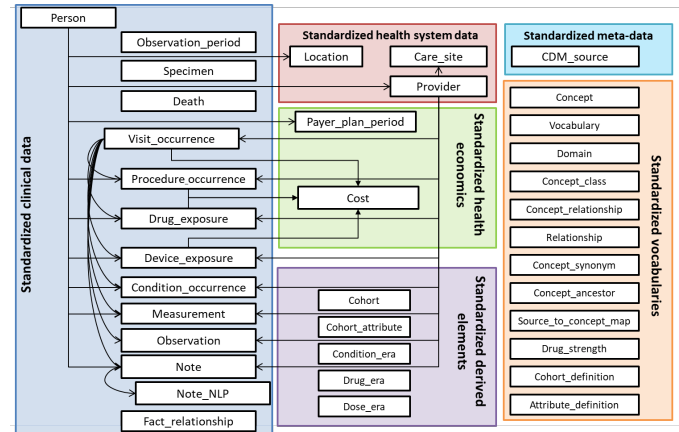 Person
Standardized clinical data
Observation_period
Specimen
Death
Visit_occurrence
Procedure_occurrence
Drug_exposure
Device_exposure
Condition_occurrence
Measurement
Observation
Note
Note_NLP
Fact_relationship
Standardized health system data
Location
Care_site
Provider
Payer_plan_period
Cost
Standardized health
economics
Cohort
Cohort_attribute
Condition_era
Drug_era
Dose_era
Standardized derived
elements
Standardized meta-data
CDM_source
Concept
Vocabulary
Domain
Concept_class
Concept_relationship
Relationship
Concept_synonym
Concept_ancestor
Source_to_concept_map
Drug_strength
Cohort_definition
Attribute_definition
Standardized vocabularies